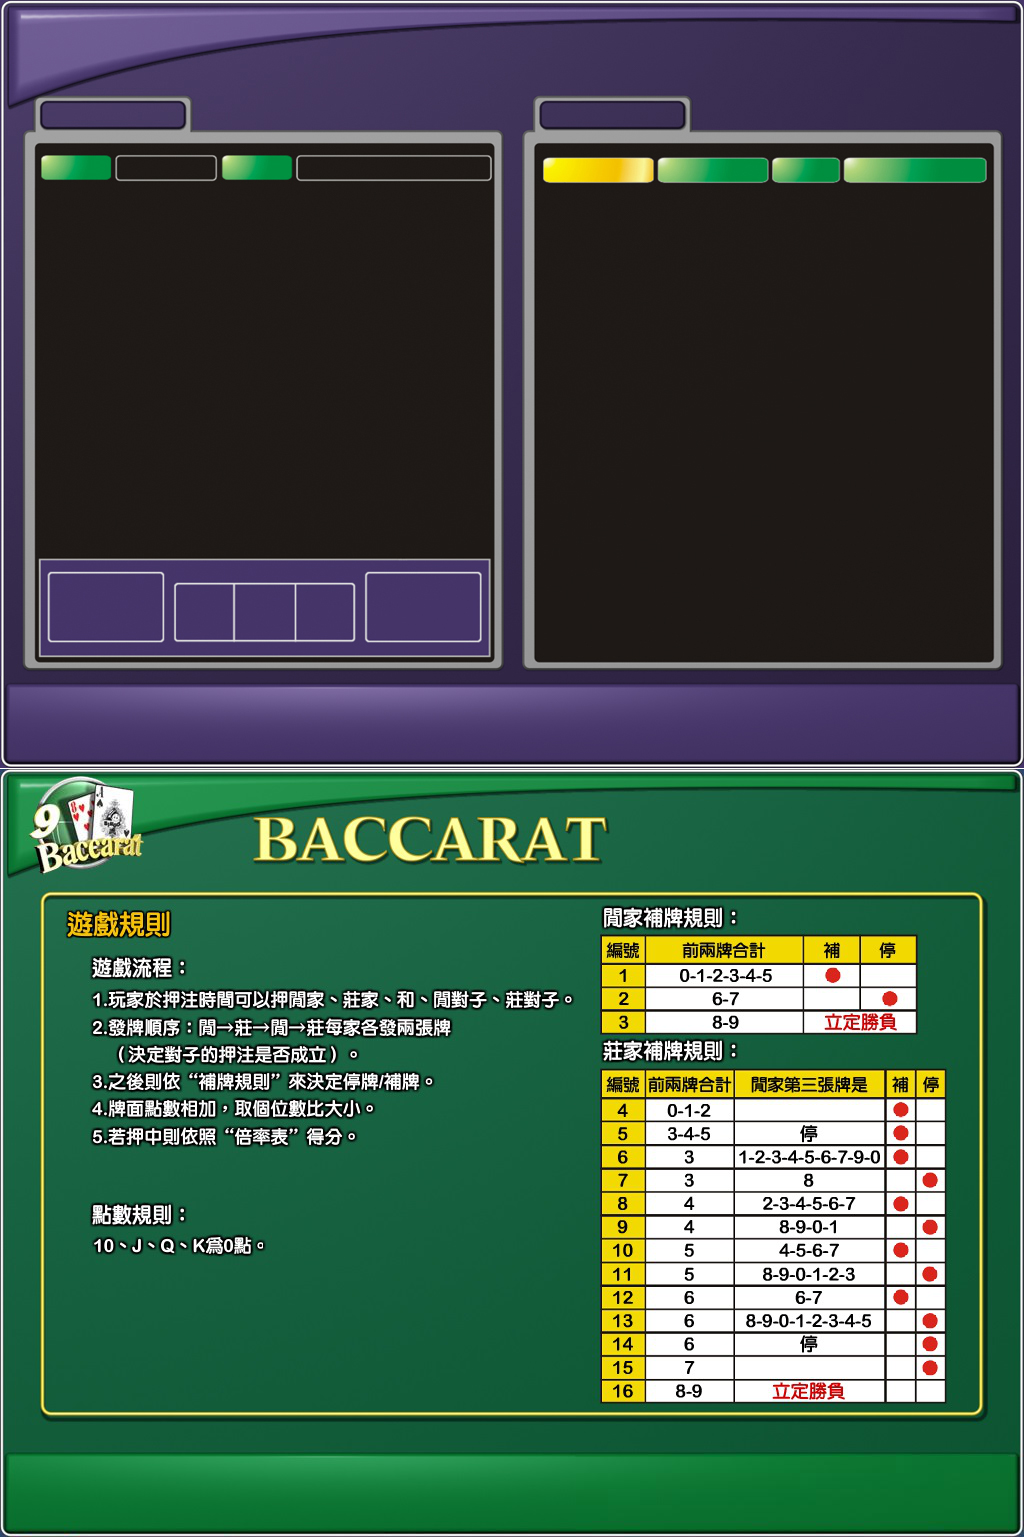 9
Baccarat
BACCARAT
遊戲規則
遊戲流程：
1.玩家於押注時間可以押閒家、莊家、和、閒對子、莊對子。
2.發牌順序：閒→莊→閒→莊每家各發兩張牌
（決定對子的押注是否成立）。
3.之後則依“補牌規則”來決定停牌/補牌。
4.牌面點數相加，取個位數比大小。
5.若押中則依照“倍率表”得分。
點數規則：
10、J、Q、K為0點。
閒家補牌規則：
編號 前兩牌合計 補 停
1 0-1-2-3-4-5
2 6-7
3 8-9 立定勝負
莊家補牌規則：
編號 前兩牌合計 閒家第三張牌是 補 停
4 0-1-2
5 3-4-5 停
6 3 1-2-3-4-5-6-7-9-0
7 3 8
8 4 2-3-4-5-6-7
9 4 8-9-0-1
10 5 4-5-6-7
11 5 8-9-0-1-2-3
12 6 6-7
13 6 8-9-0-1-2-3-4-5
14 6 停
15 7
16 8-9 立定勝負